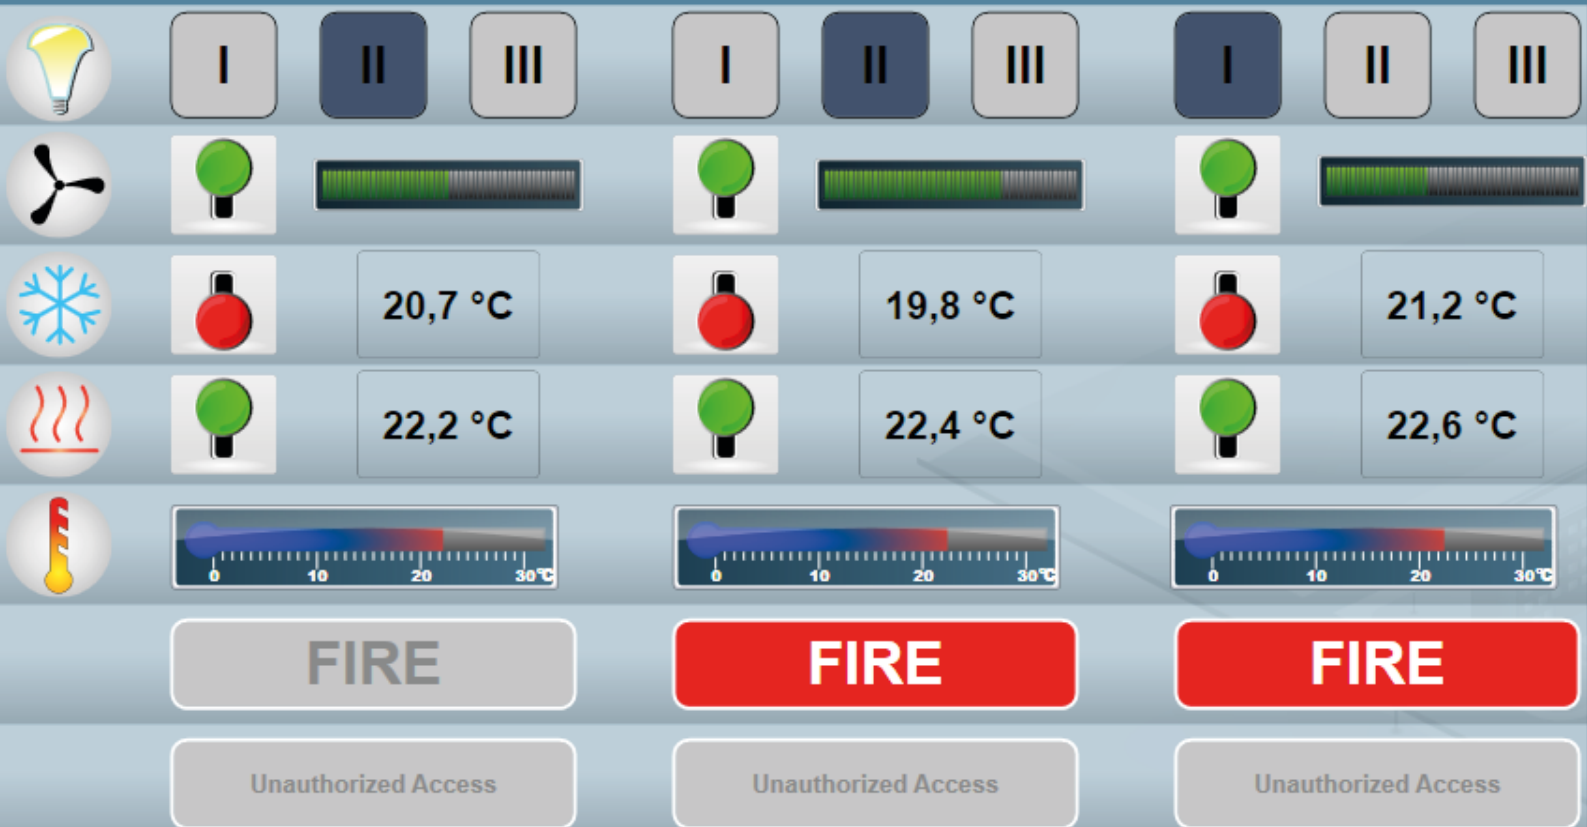 I II III I II III I II III
20,7 °C 19,8 °C 21,2 °C
22,2 °C 22,4 °C 22,6 °C
0 10 20 30°C 0 10 20 30°C 0 10 20 30°C
FIRE FIRE FIRE
Unauthorized Access Unauthorized Access Unauthorized Access